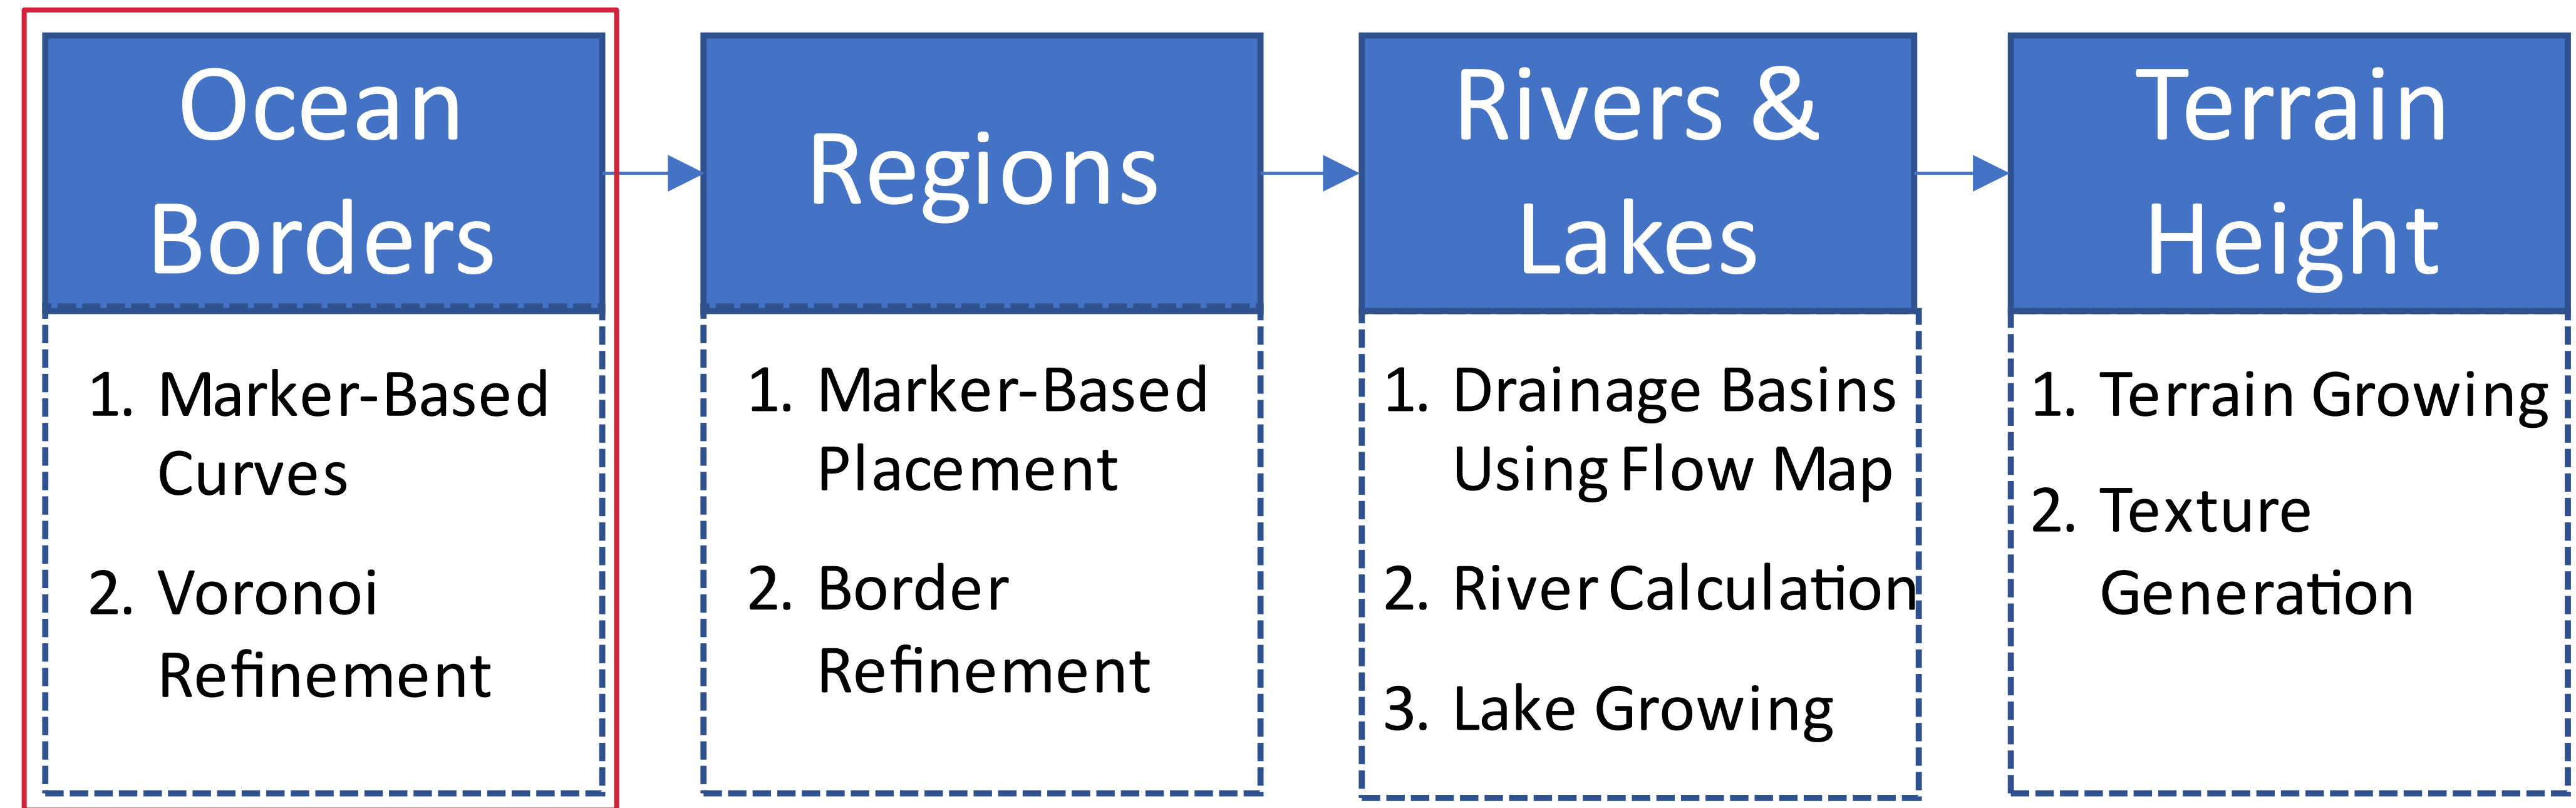 Ocean
Borders
1. Marker-Based
Curves
2. Voronoi
Refinement
Regions
1. Marker-Based
Placement
2. Border
Refinement
Rivers &
Lakes
1. Drainage Basins
Using Flow Map
2. River Calculation
3. Lake Growing
Terrain
Height
1. Terrain Growing
2. Texture
Generation